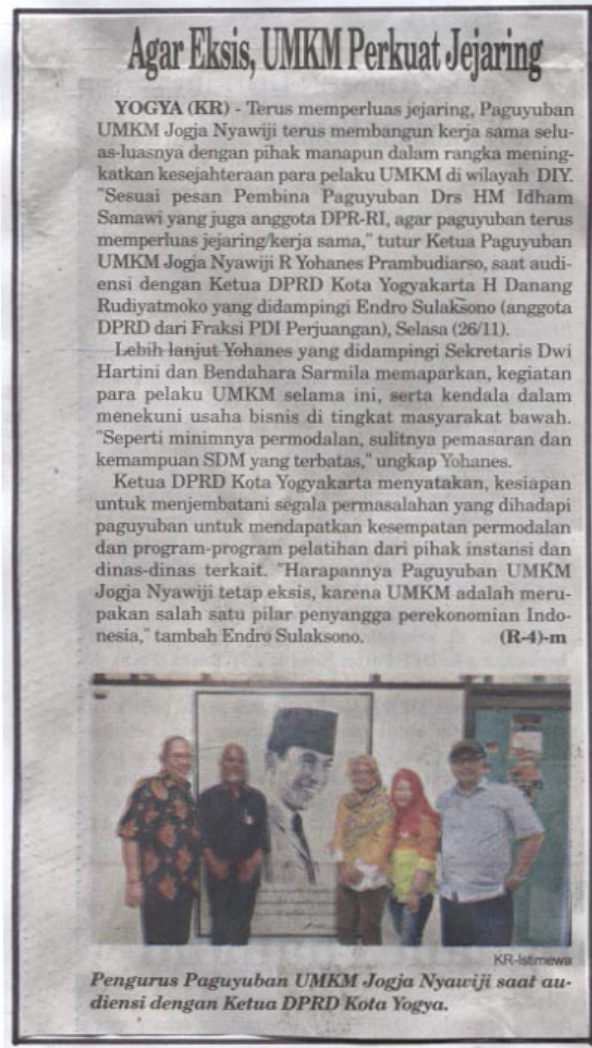 Agar Eksis, UMKM Perkuat Jejaring
YOGYA (KR) - Terus memperluas jejaring, Paguyuban
UMKM Jogja Nyawiji terus membangun kerja sama selu-
as-luasnya dengan pihak manapun dalam rangka mening-
katkan kesejahteraan para pelaku UMKM di wilayah DIY.
"Sesuai pesan Pembina Paguyuban Drs HM Idham
Samawi yang juga anggota DPR-RI, agar paguyuban terus
memperluas jejaring/kerja sama," tutur Ketua Paguyuban
UMKM Jogja Nyawiji R Yohanes Prambudiarso, saat audi-
ensi dengan Ketua DPRD Kota Yogyakarta H Danang
Rudiyatmoko yang didampingi Endro Sulaksono (anggota
DPRD dari Fraksi PDI Perjuangan), Selasa (26/11).
Lebih lanjut Yohanes yang didampingi Sekretaris Dwi
Hartini dan Bendahara Sarmila memaparkan, kegiatan
para pelaku UMKM selama ini, serta kendala dalam
menekuni usaha bisnis di tingkat masyarakat bawah.
"Seperti minimnya permodalan, sulitnya pemasaran dan
kemampuan SDM yang terbatas," ungkap Yohanes.
Ketua DPRD Kota Yogyakarta menyatakan, kesiapan
untuk menjembatani segala permasalahan yang dihadapi
paguyuban untuk mendapatkan kesempatan permodalan
dan program-program pelatihan dari pihak instansi dan
dinas-dinas terkait. "Harapannya Paguyuban UMKM
Jogja Nyawiji tetap eksis, karena UMKM adalah meru-
pakan salah satu pilar penyangga perekonomian Indo-
nesia," tambah Endro Sulaksono. (R-4)-m
KR-Istimewa
Pengurus Paguyuban UMKM Jogja Nyawiji saat au-
diensi dengan Ketua DPRD Kota Yogya.